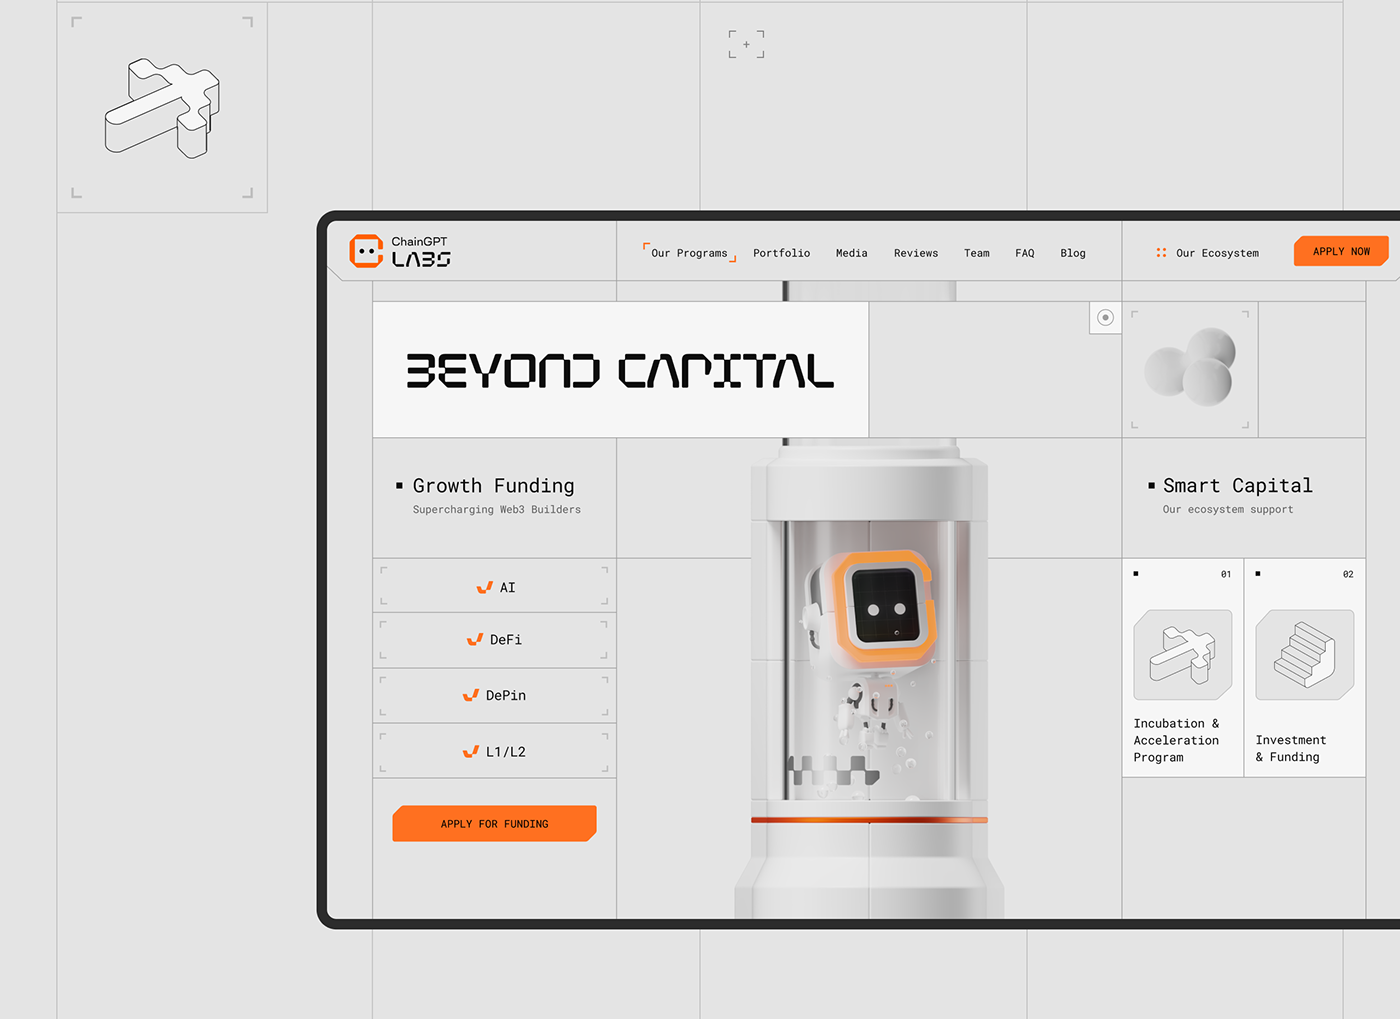 ChainGPT
LABS
Our Programs
Portfolio
Media
Reviews
Team
FAQ
Blog
Our Ecosystem
APPLY NOW
BEYOND CAPITAL
Growth Funding
Supercharging Web3 Builders
Smart Capital
Our ecosystem support
AI
DeFi
DePin
L1/L2
APPLY FOR FUNDING
01
Incubation &
Acceleration
Program
02
Investment
& Funding